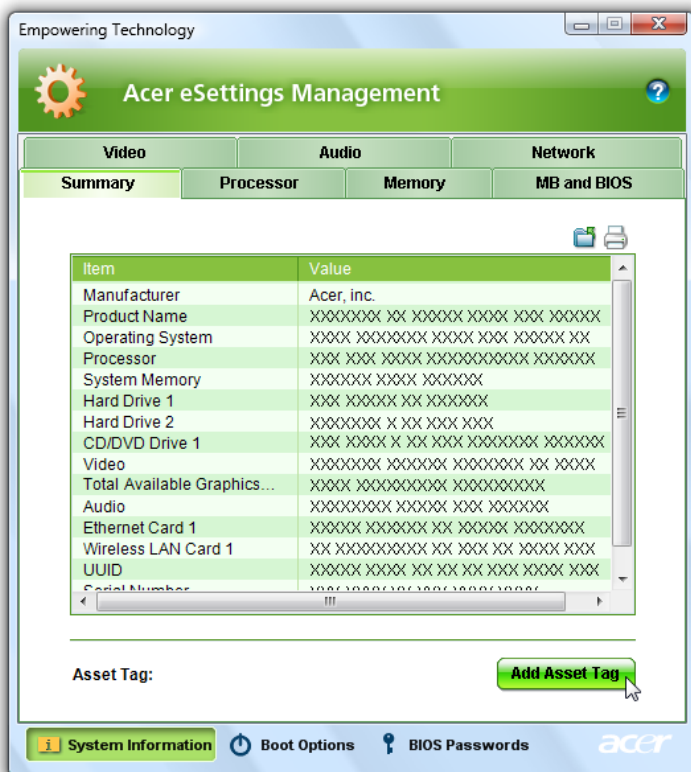 Empowering Technology
Acer eSettings Management
?
Video Audio Network
Summary Processor Memory MB and BIOS
Item Value
Manufacturer Acer, inc.
Product Name XXXXXXX XX XXXXX XXXX XXX XXXXX
Operating System XXXX XXXXXXX XXXX XXX XXXXX XX
Processor XXX XXX XXXX XXXXXXXXXX XXXXXX
System Memory XXXXXX XXXX XXXXXX
Hard Drive 1 XXX XXXXX XX XXXXXX
Hard Drive 2 XXXXXXX X XX XXX XXX
CD/DVD Drive 1 XXX XXXX X XX XXX XXXXXXX XXXXXX
Video XXXXXXX XXXXXX XXXXXXX XX XXXX
Total Available Graphics... XXXX XXXXXXXXX XXXXXXXXX
Audio XXXXXXXX XXXXX XXX XXXXXX
Ethernet Card 1 XXXXX XXXXXX XX XXXXX XXXXXXX
Wireless LAN Card 1 XX XXXXXXXXX XX XXX XX XXXX XXX
UUID XXXXX XXXX XX XX XX XXX XXXX XXX
Serial Number
Asset Tag: Add Asset Tag
i System Information Boot Options BIOS Passwords acer